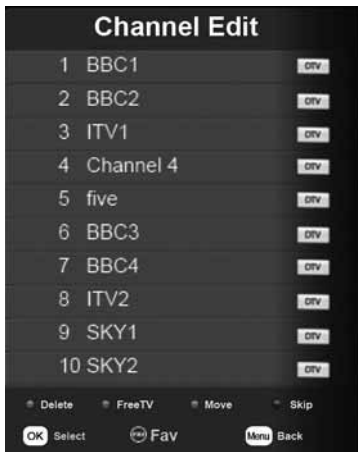 Channel Edit
1 BBC1 DTV
2 BBC2 DTV
3 ITV1 DTV
4 Channel 4 DTV
5 five DTV
6 BBC3 DTV
7 BBC4 DTV
8 ITV2 DTV
9 SKY1 DTV
10 SKY2 DTV
Delete FreeTV Move Skip
OK Select FAV Fav Menu Back